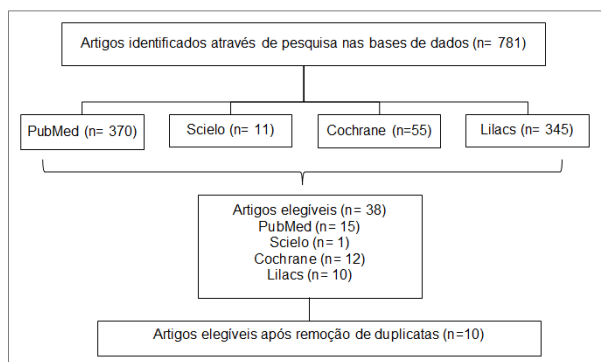 Artigos identificados através de pesquisa nas bases de dados (n= 781)
PubMed (n= 370)
Scielo (n= 11)
Cochrane (n=55)
Lilacs (n= 345)
Artigos elegíveis (n= 38)
PubMed (n= 15)
Scielo (n= 1)
Cochrane (n= 12)
Lilacs (n= 10)
Artigos elegíveis após remoção de duplicatas (n=10)